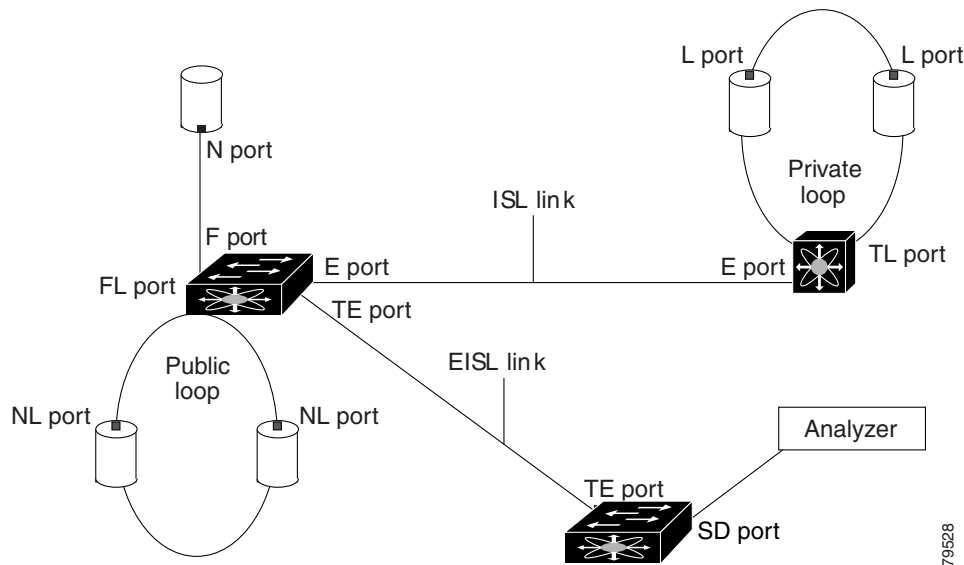 L port
L port
N port
Private
loop
ISL link
F port
E port
E port
TL port
FL port
TE port
Public
loop
EISL link
NL port
NL port
Analyzer
TE port
SD port
79528